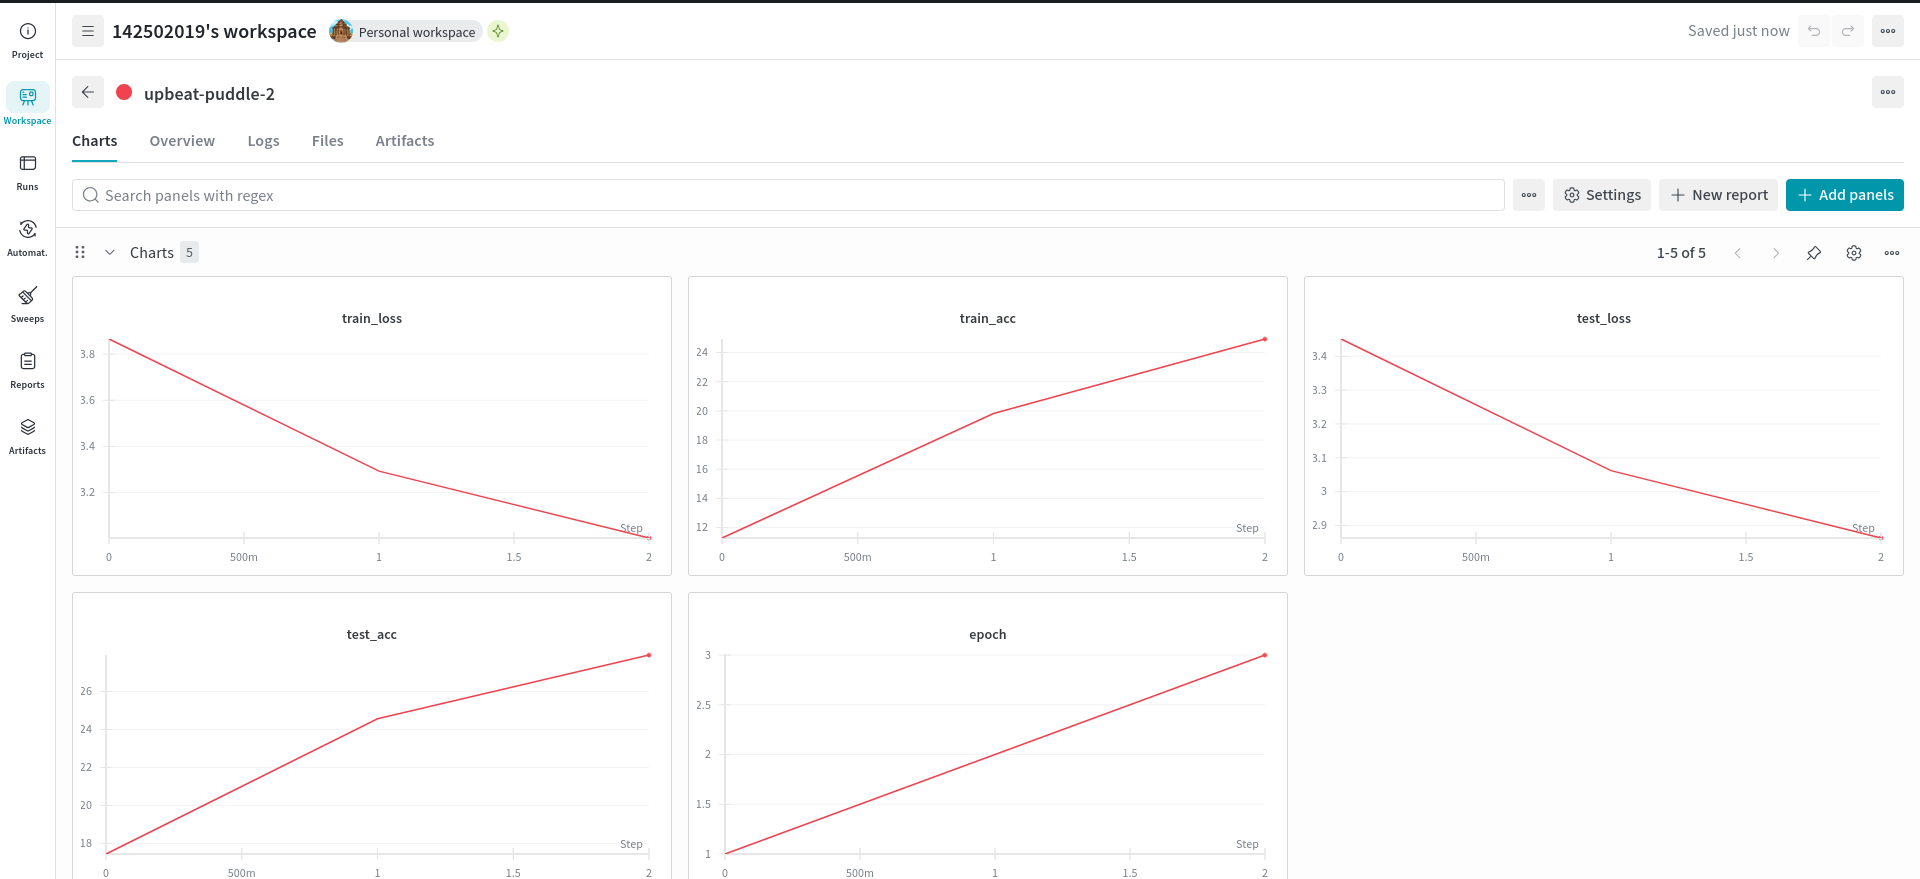 142502019's workspace Personal workspace Saved just now
Project
upbeat-puddle-2
Workspace
Charts Overview Logs Files Artifacts
Runs
Search panels with regex Settings New report Add panels
Automat.
Charts 5 1-5 of 5
Sweeps
Reports
Artifacts
train_loss
3.8
3.6
3.4
3.2
Step
0 500m 1 1.5 2
train_acc
24
22
20
18
16
14
12
Step
0 500m 1 1.5 2
test_loss
3.4
3.3
3.2
3.1
3
2.9
Step
0 500m 1 1.5 2
test_acc
26
24
22
20
18
Step
0 500m 1 1.5 2
epoch
3
2.5
2
1.5
1
Step
0 500m 1 1.5 2